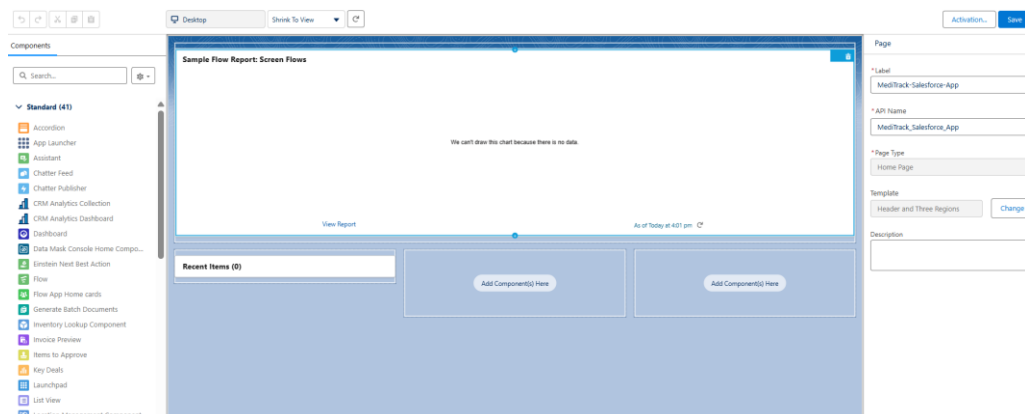 Desktop
Shrink To View
Activation...
Save
Components
Search...
Standard (41)
Accordion
App Launcher
Assistant
Chatter Feed
Chatter Publisher
CRM Analytics Collection
CRM Analytics Dashboard
Dashboard
Data Mask Console Home Compo...
Einstein Next Best Action
Flow
Flow App Home cards
Generate Batch Documents
Inventory Lookup Component
Invoice Preview
Items to Approve
Key Deals
Launchpad
List View
Sample Flow Report: Screen Flows
We can't draw this chart because there is no data.
View Report
As of Today at 4:01 pm
Recent Items (0)
Add Component(s) Here
Add Component(s) Here
Page
*Label
MediTrack-Salesforce-App
*API Name
MediTrack_Salesforce_App
*Page Type
Home Page
Template
Header and Three Regions
Change
Description